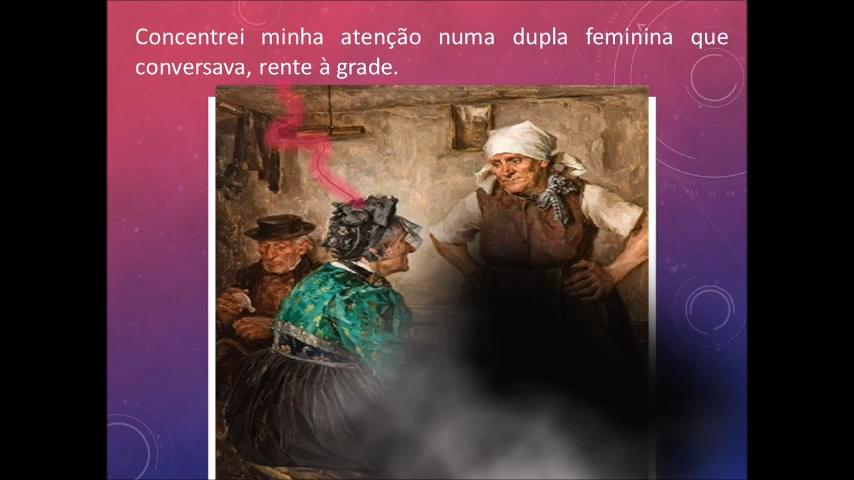 Concentrei minha atenção numa dupla feminina que
conversava, rente à grade.